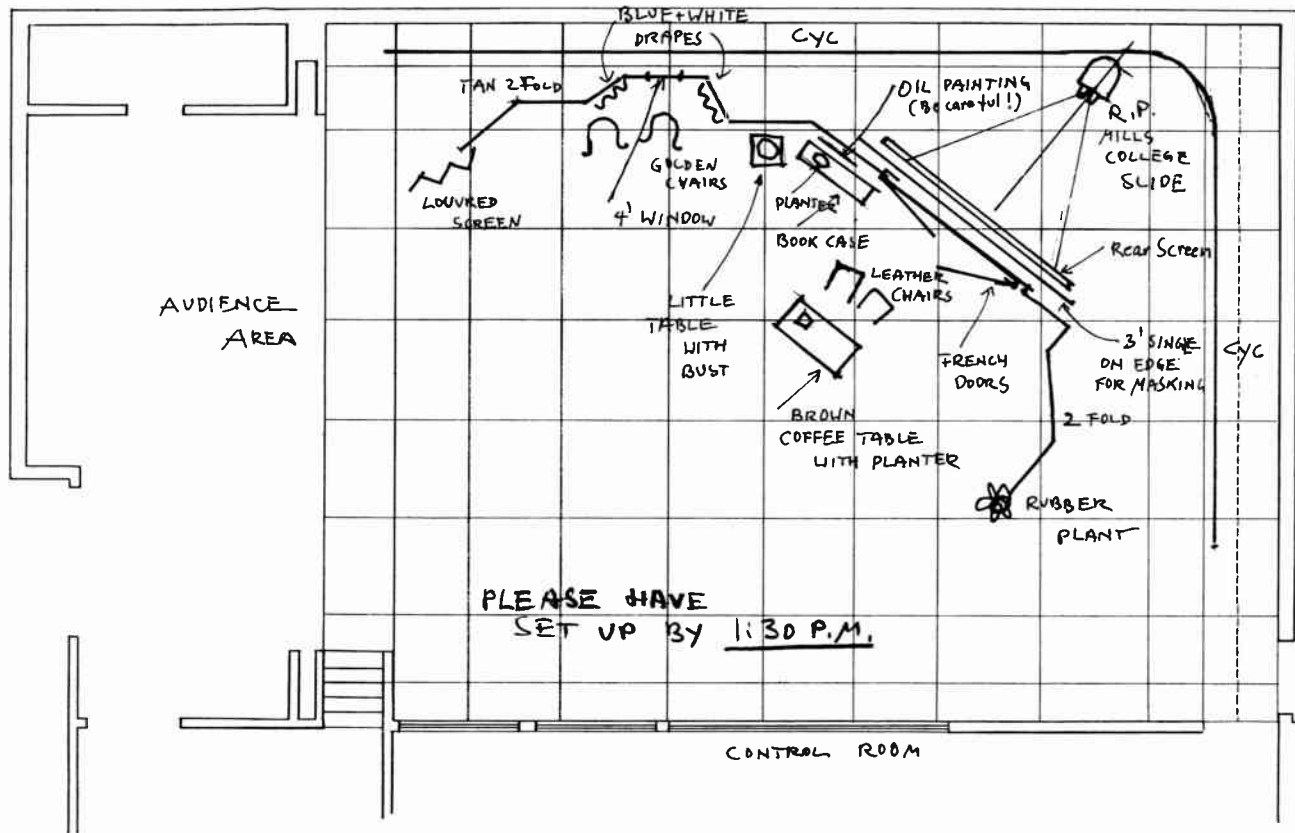 BLUE + WHITE
DRAPES
CYC
TAN 2 FOLD
OIL PAINTING
(Be careful!)
R.P.
MILLS
COLLEGE
SLIDE
GOLDEN
CHAIRS
LOUVRED
SCREEN
4' WINDOW
PLANTER
BOOK CASE
Rear Screen
LEATHER
CHAIRS
AUDIENCE
AREA
LITTLE
TABLE
WITH
BUST
3' SINGLE
ON EDGE
FOR MASKING
CYC
FRENCH
DOORS
BROWN
COFFEE TABLE
WITH PLANTER
2 FOLD
RUBBER
PLANT
PLEASE HAVE
SET UP BY 1:30 P.M.
CONTROL ROOM